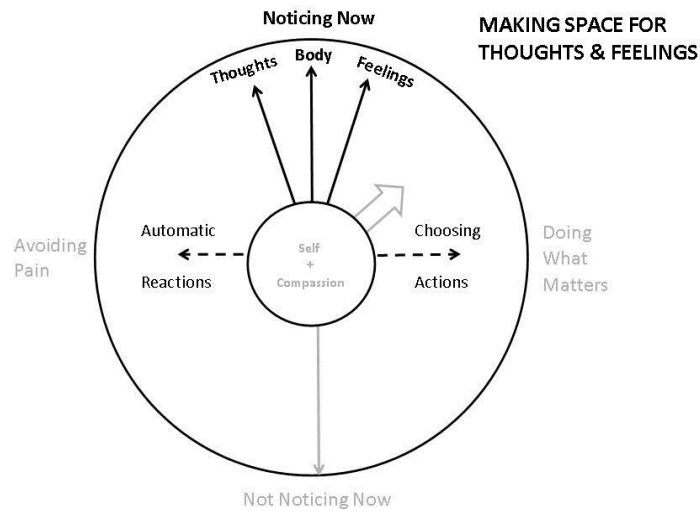 Noticing Now
MAKING SPACE FOR
THOUGHTS & FEELINGS
Thoughts
Body
Feelings
Automatic
Reactions
Self
+
Compassion
Choosing
Actions
Avoiding
Pain
Doing
What
Matters
Not Noticing Now